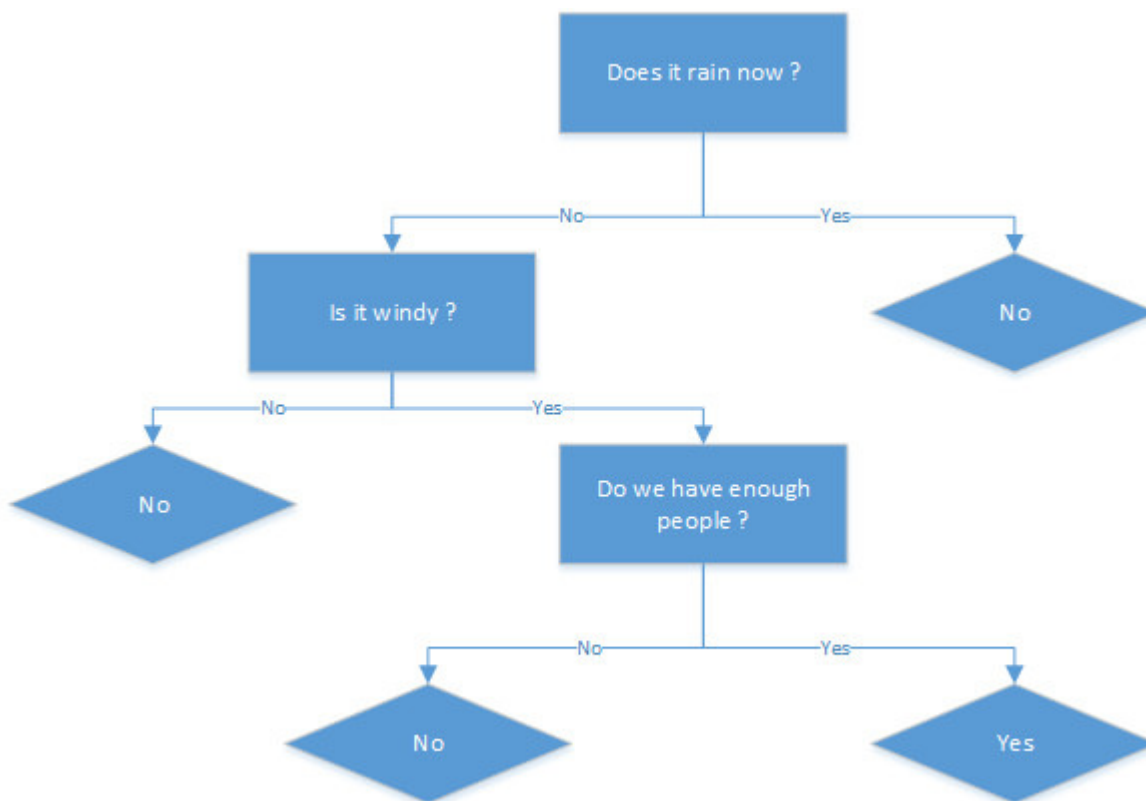 Does it rain now ?
No
Yes
Is it windy ?
No
No
Yes
No
Do we have enough
people ?
No
Yes
No
Yes